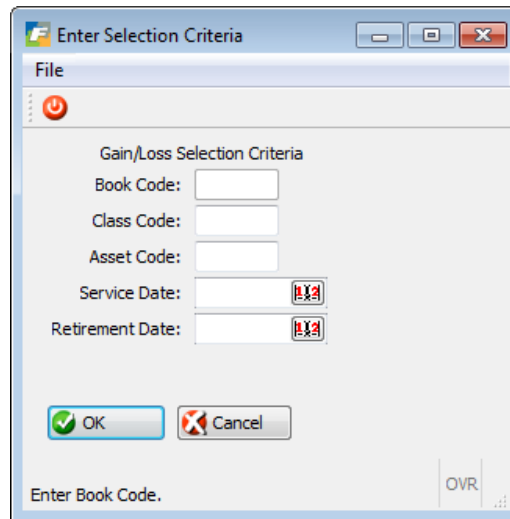 Enter Selection Criteria
File
Gain/Loss Selection Criteria
Book Code:
Class Code:
Asset Code:
Service Date:
Retirement Date:
OK Cancel
Enter Book Code. OVR